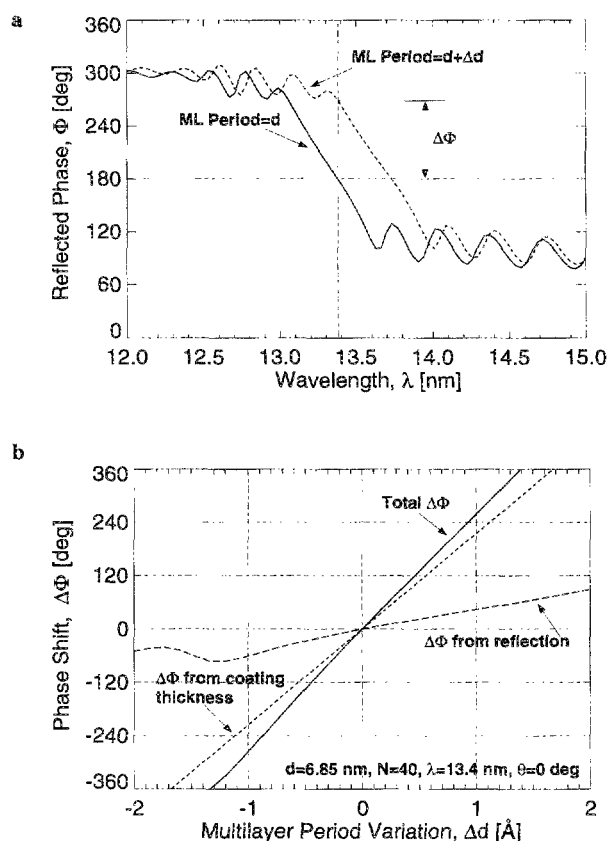 a
360
300
240
180
120
60
0
Reflected Phase, Φ [deg]
ML Period=d+Δd
ML Period=d
ΔΦ
12.0 12.5 13.0 13.5 14.0 14.5 15.0
Wavelength, λ [nm]
b
360
240
120
0
-120
-240
-360
Phase Shift, ΔΦ [deg]
Total ΔΦ
ΔΦ from reflection
ΔΦ from coating
thickness
d=6.85 nm, N=40, λ=13.4 nm, θ=0 deg
-2 -1 0 1 2
Multilayer Period Variation, Δd [Å]